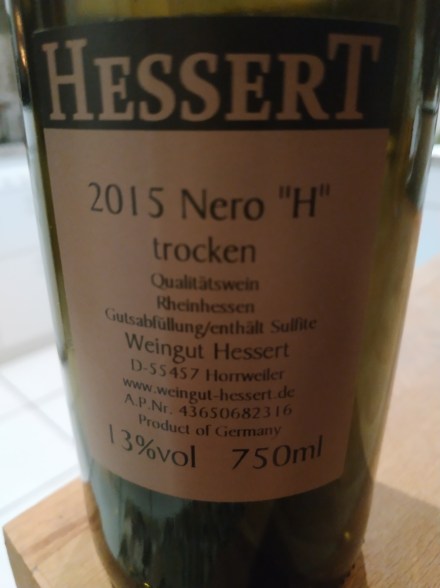 HESSERT
2015 Nero "H"
trocken
Qualitätswein
Rheinhessen
Gutsabfüllung/enthält Sulfite
Weingut Hessert
D-55457 Horrweiler
www.weingut-hessert.de
A.P.Nr. 43650682316
Product of Germany
13%vol 750ml